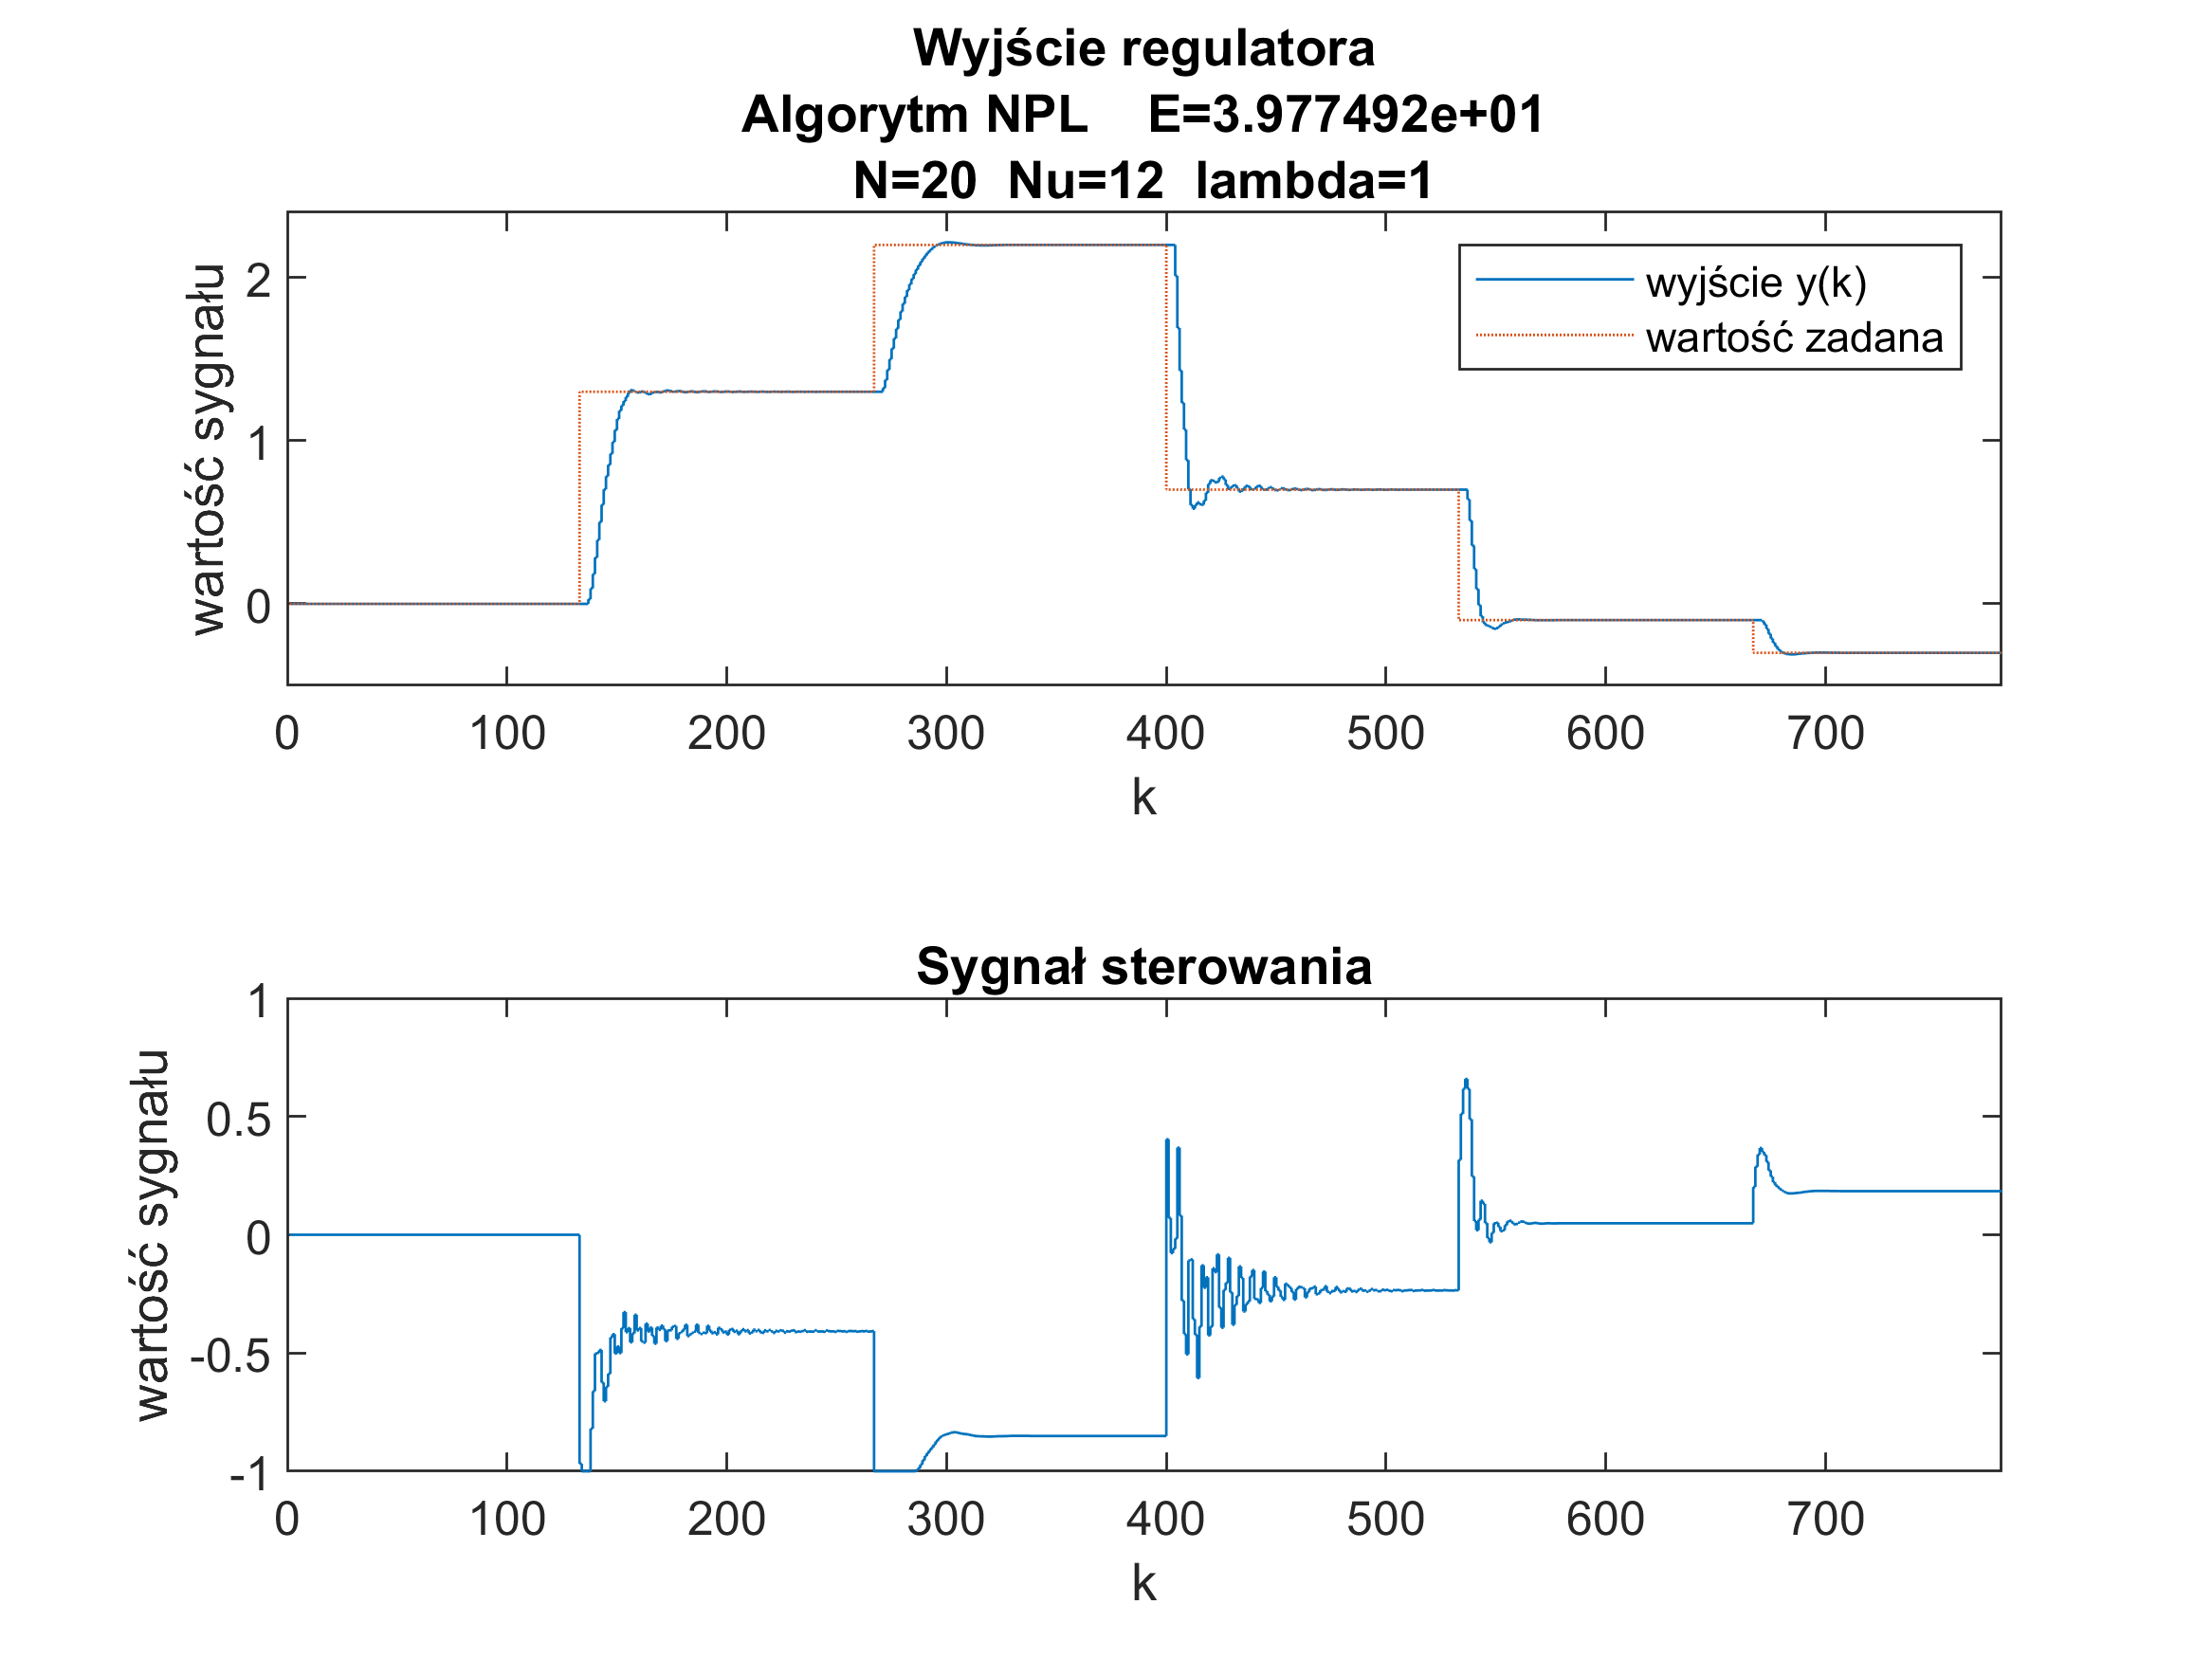 Wyjście regulatora
Algorytm NPL E=3.977492e+01
N=20 Nu=12 lambda=1
wartość sygnału
2
1
0
wyjście y(k)
wartość zadana
0 100 200 300 400 500 600 700
k
Sygnał sterowania
wartość sygnału
1
0.5
0
-0.5
-1
0 100 200 300 400 500 600 700
k